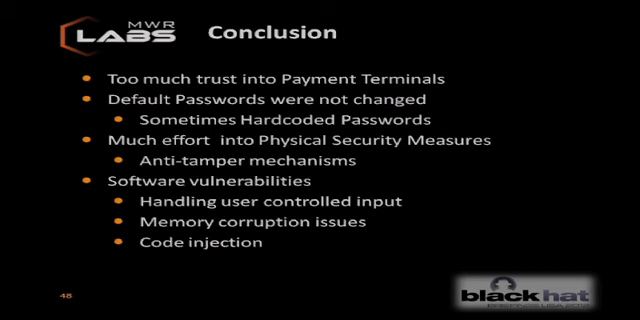 MWR
LABS
Conclusion
Too much trust into Payment Terminals
Default Passwords were not changed
Sometimes Hardcoded Passwords
Much effort into Physical Security Measures
Anti-tamper mechanisms
Software vulnerabilities
Handling user controlled input
Memory corruption issues
Code injection
48
black hat
USA 2012